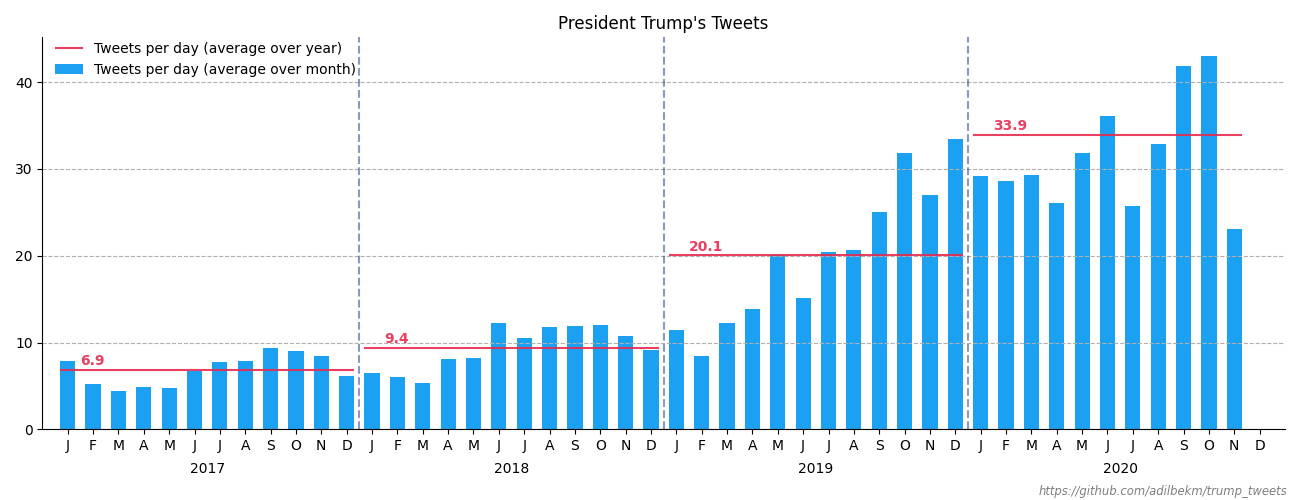 President Trump's Tweets
Tweets per day (average over year)
Tweets per day (average over month)
40
30
20
10
0
6.9
9.4
20.1
33.9
J F M A M J J A S O N D J F M A M J J A S O N D J F M A M J J A S O N D J F M A M J J A S O N D
2017 2018 2019 2020
https://github.com/adilbekm/trump_tweets